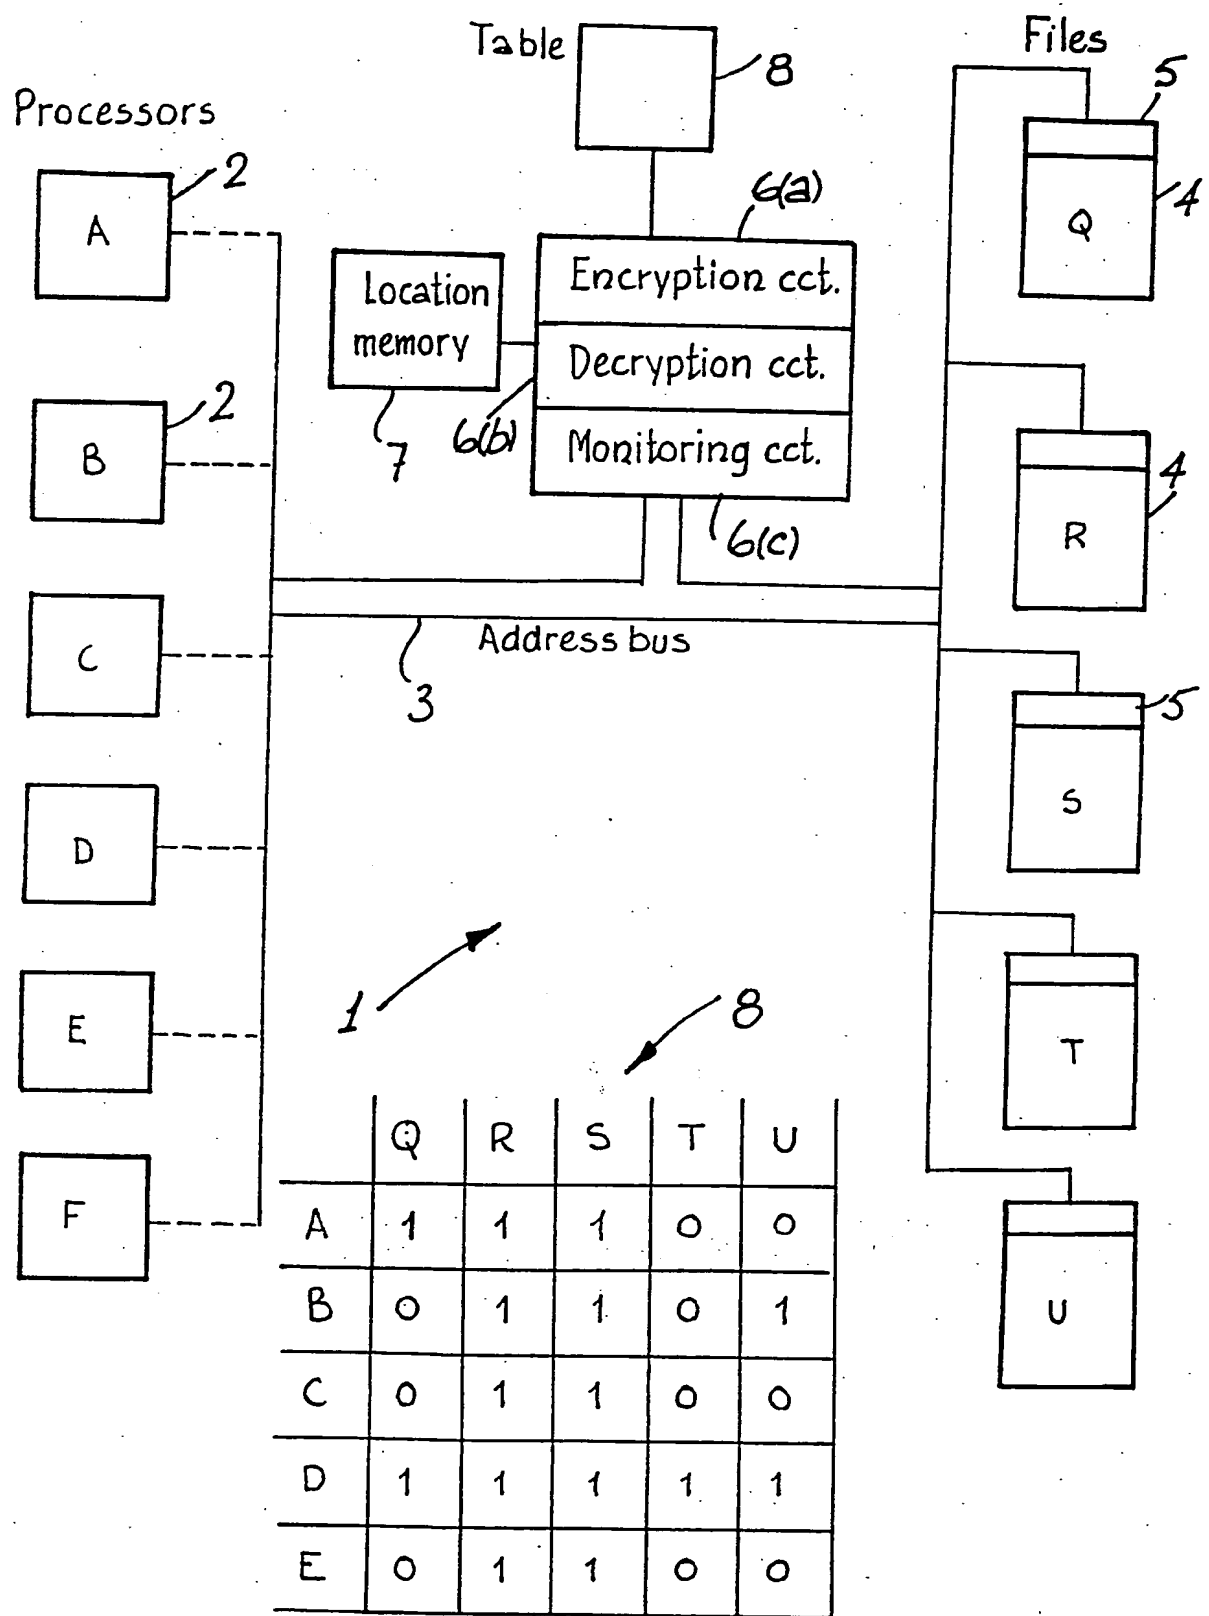 Table
8
Files
5
Processors
2
A
6(a)
4
Q
Encryption cct.
Location
memory
Decryption cct.
2
B
7
6(b)
Monitoring cct.
4
R
6(c)
C
Address bus
3
5
S
D
1
8
E
T
F
U
Q R S T U
A 1 1 1 0 0
B 0 1 1 0 1
C 0 1 1 0 0
D 1 1 1 1 1
E 0 1 1 0 0